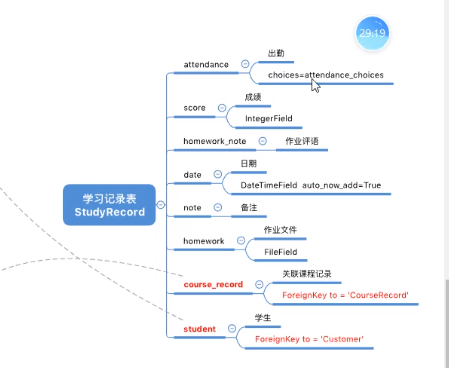 29:19
出勤
attendance
choices=attendance_choices
成绩
score
IntegerField
homework_note
作业评语
日期
date
DateTimeField auto_now_add=True
学习记录表
StudyRecord
note
备注
作业文件
homework
FileField
关联课程记录
course_record
ForeignKey to = 'CourseRecord'
学生
student
ForeignKey to = 'Customer'